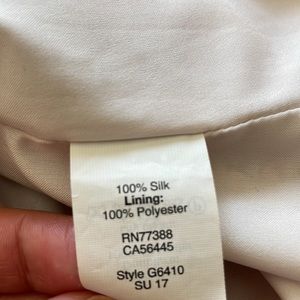 100% Silk
Lining:
100% Polyester
RN77388
CA56445
Style G6410
SU 17